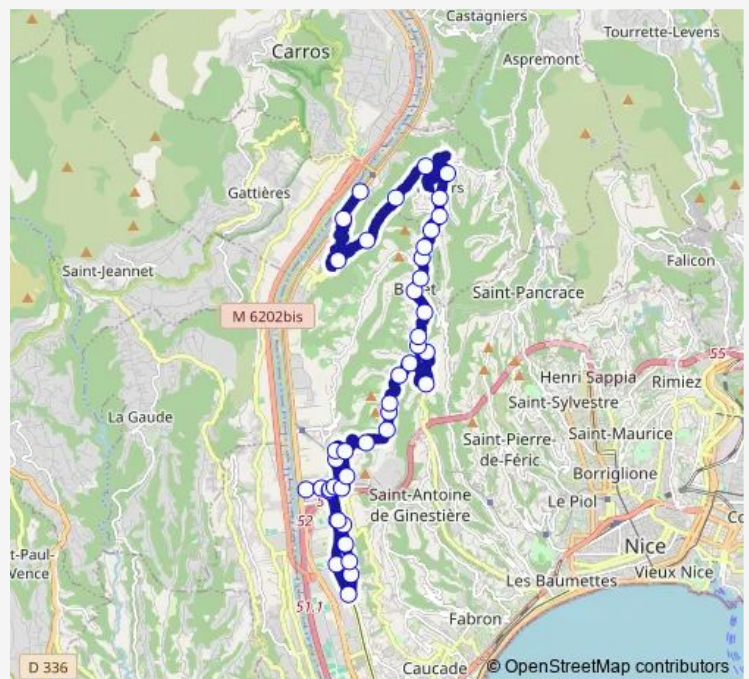 Castagniers
Tourrette-Levens
Carros
Aspremont
Gattières
Saint-Jeannet
Falicon
Saint-Pancrace
M 6202bis
55
Henri Sappia
Rimiez
Saint-Sylvestre
La Gaude
Saint-Pierre-
de-Féric
Saint-Maurice
Borriglione
Saint-Antoine
de Ginestière
Le Piol
52
Nice
Vieux Nice
Les Baumettes
51.1
Fabron
D 336
Caucade
© OpenStreetMap contributors